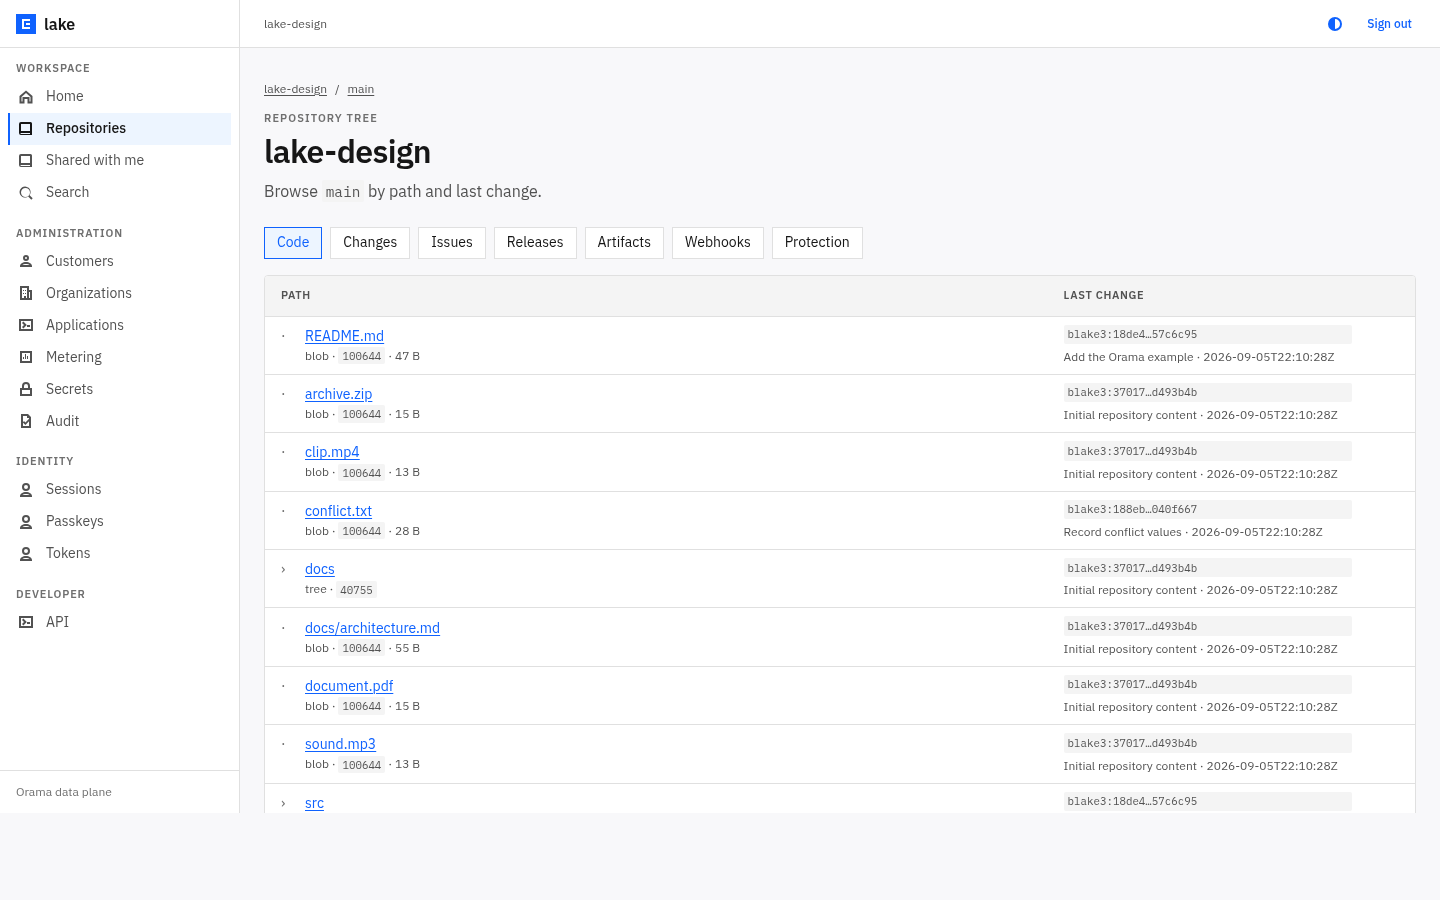 lake
lake-design
Sign out
WORKSPACE
Home
Repositories
Shared with me
Search
ADMINISTRATION
Customers
Organizations
Applications
Metering
Secrets
Audit
IDENTITY
Sessions
Passkeys
Tokens
DEVELOPER
API
Orama data plane
lake-design / main
REPOSITORY TREE
lake-design
Browse main by path and last change.
Code
Changes
Issues
Releases
Artifacts
Webhooks
Protection
PATH
LAST CHANGE
· README.md
blob · 100644 · 47 B
blake3:18de4…57c6c95
Add the Orama example · 2026-09-05T22:10:28Z
· archive.zip
blob · 100644 · 15 B
blake3:37017…d493b4b
Initial repository content · 2026-09-05T22:10:28Z
· clip.mp4
blob · 100644 · 13 B
blake3:37017…d493b4b
Initial repository content · 2026-09-05T22:10:28Z
· conflict.txt
blob · 100644 · 28 B
blake3:188eb…040f667
Record conflict values · 2026-09-05T22:10:28Z
› docs
tree · 40755
blake3:37017…d493b4b
Initial repository content · 2026-09-05T22:10:28Z
· docs/architecture.md
blob · 100644 · 55 B
blake3:37017…d493b4b
Initial repository content · 2026-09-05T22:10:28Z
· document.pdf
blob · 100644 · 15 B
blake3:37017…d493b4b
Initial repository content · 2026-09-05T22:10:28Z
· sound.mp3
blob · 100644 · 13 B
blake3:37017…d493b4b
Initial repository content · 2026-09-05T22:10:28Z
› src
blake3:18de4…57c6c95